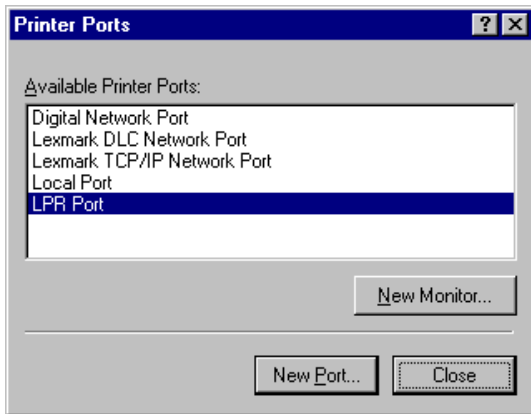 Printer Ports
Available Printer Ports:
Digital Network Port
Lexmark DLC Network Port
Lexmark TCP/IP Network Port
Local Port
LPR Port
New Monitor...
New Port...
Close